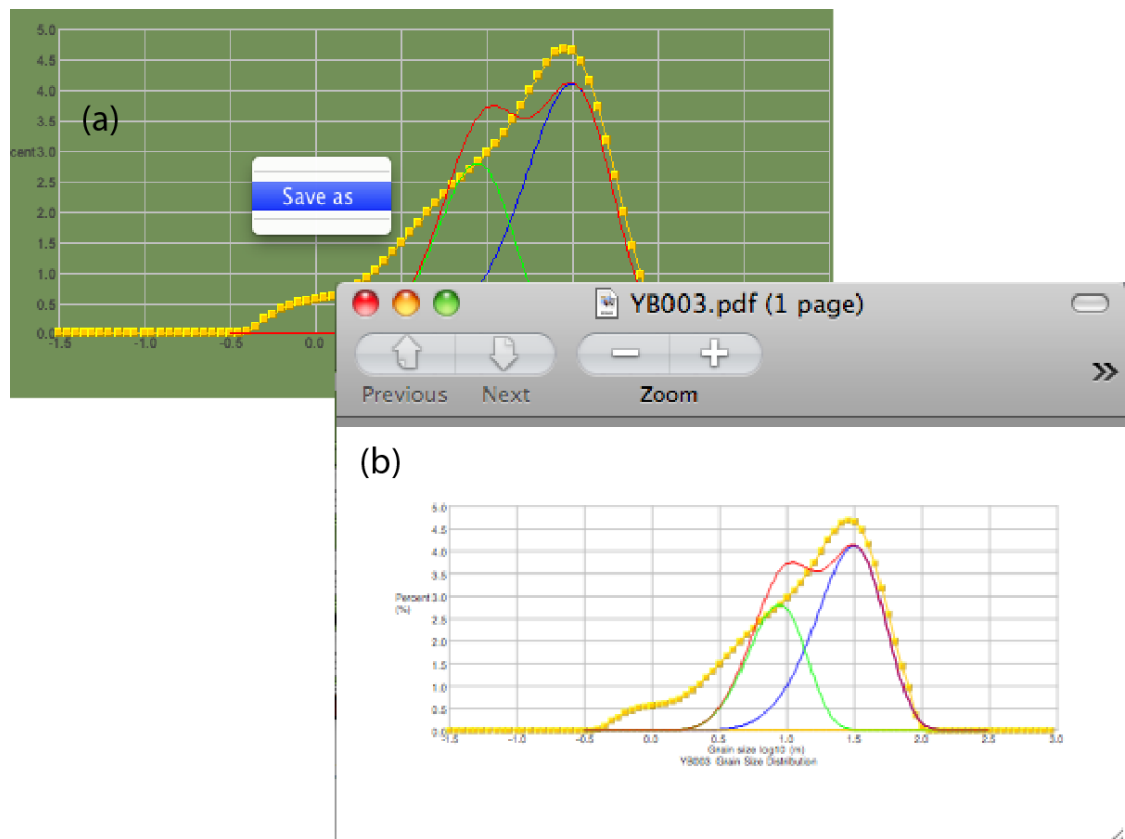 5.0
4.5
(a)
4.0
3.5
cent3.0
2.5
Save as
2.0
1.5
1.0
0.5
0.0
-1.5 -1.0 -0.5 0.0
YB003.pdf (1 page)
Previous Next Zoom
(b)
5.0
4.5
4.0
3.5
Percent 3.0
(%)
2.5
2.0
1.5
1.0
0.5
0.0
-1.5 -1.0 -0.5 0.0 0.5 1.0 1.5 2.0 2.5 3.0
Grain size log10 (m)
YB003 Grain Size Distribution